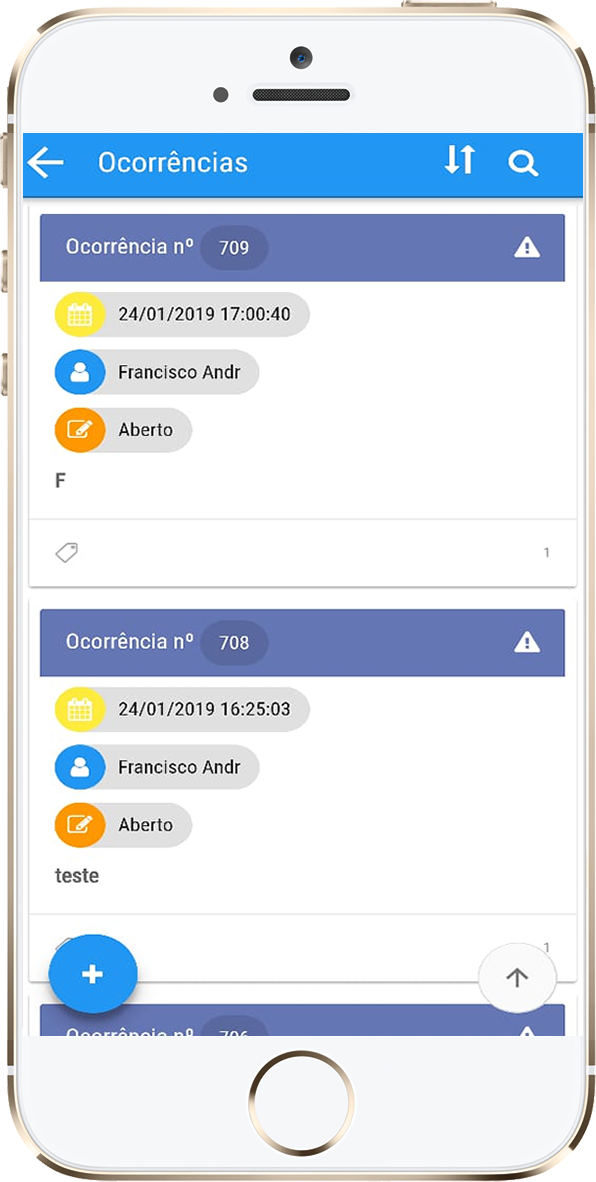 Ocorrências
Ocorrência nº 709
24/01/2019 17:00:40
Francisco Andr
Aberto
F
1
Ocorrência nº 708
24/01/2019 16:25:03
Francisco Andr
Aberto
teste
1
Ocorrência nº